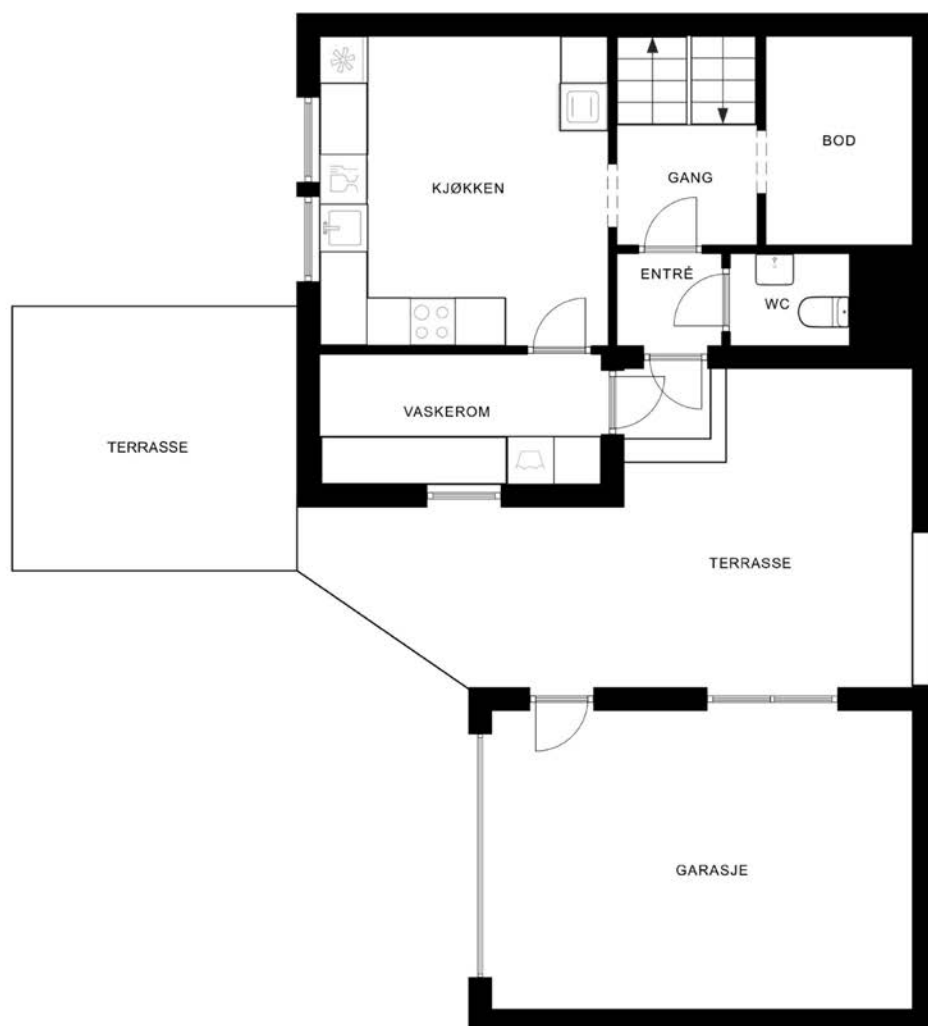 BOD
KJØKKEN
GANG
ENTRÉ
WC
VASKEROM
TERRASSE
TERRASSE
GARASJE